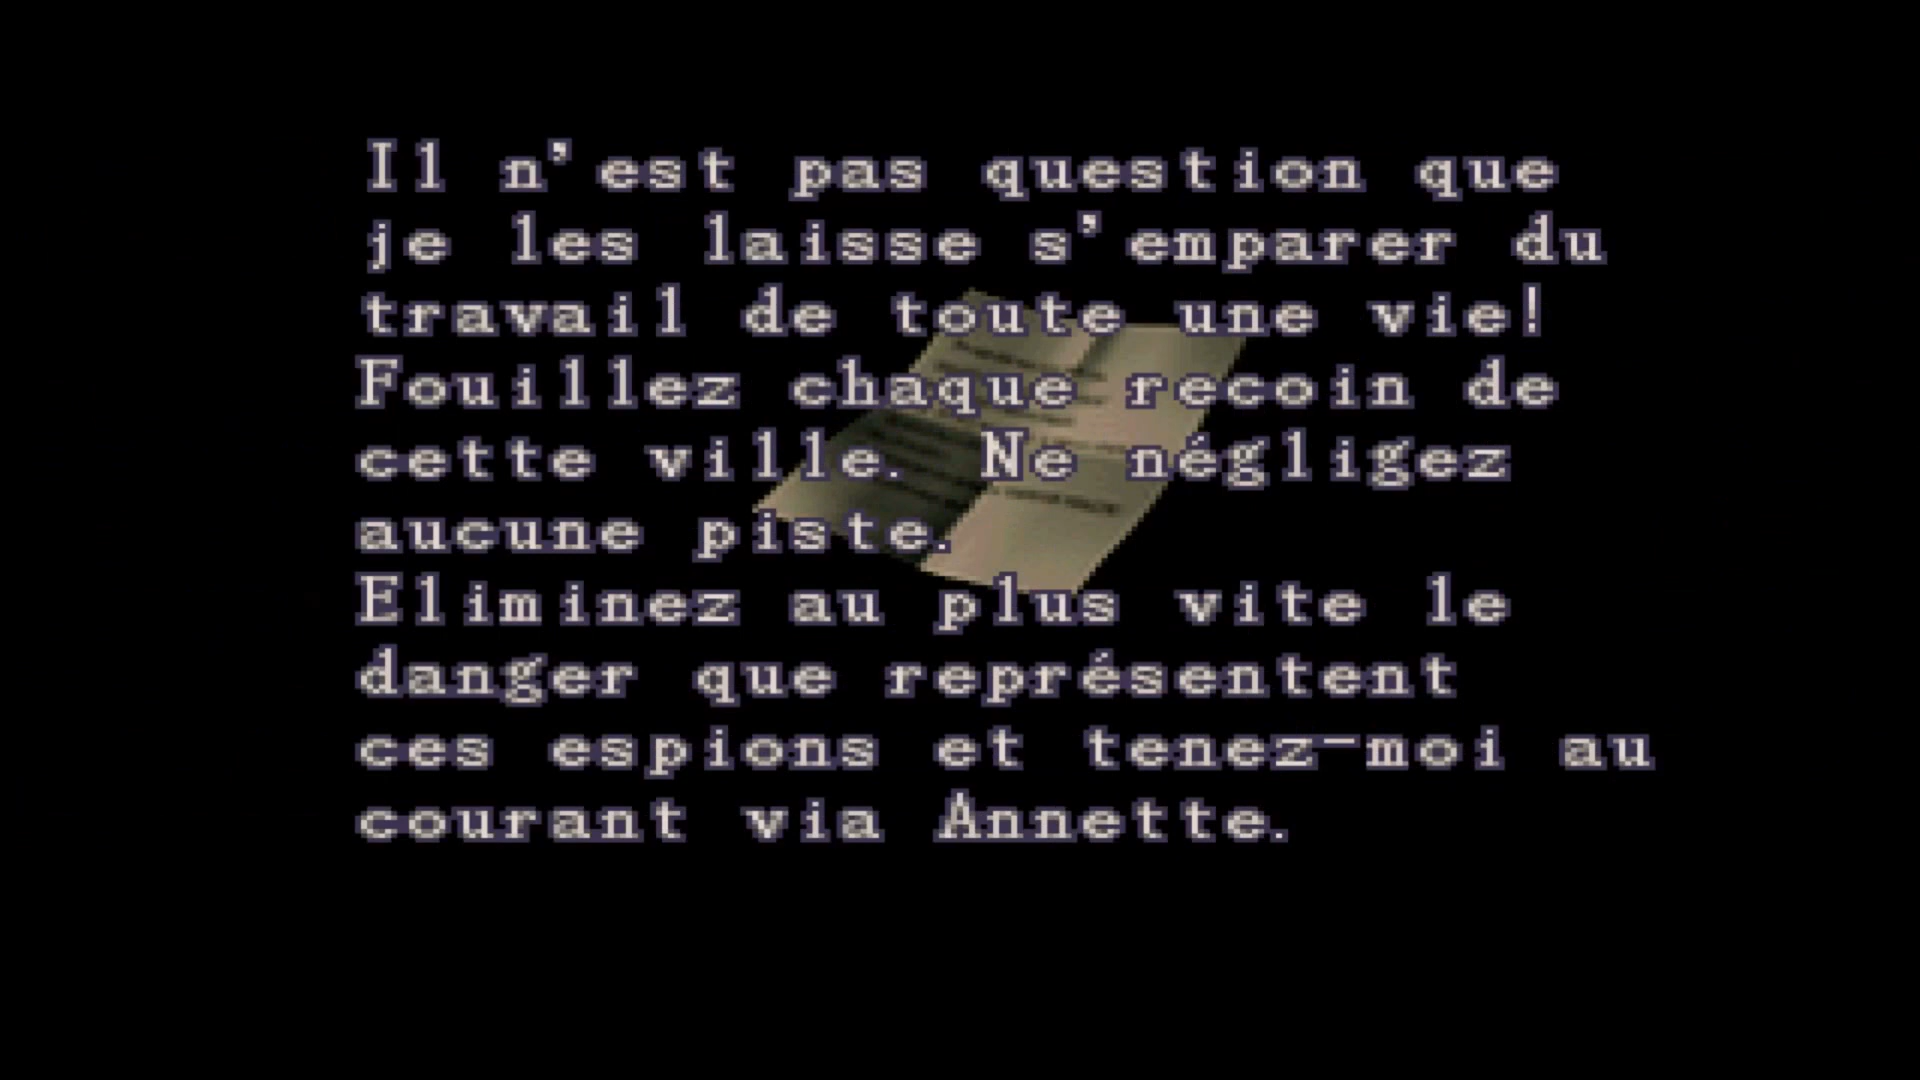 Il n'est pas question que
je les laisse s'emparer du
travail de toute une vie!
Fouillez chaque recoin de
cette ville. Ne négligez
aucune piste.
Eliminez au plus vite le
danger que représentent
ces espions et tenez-moi au
courant via Annette.